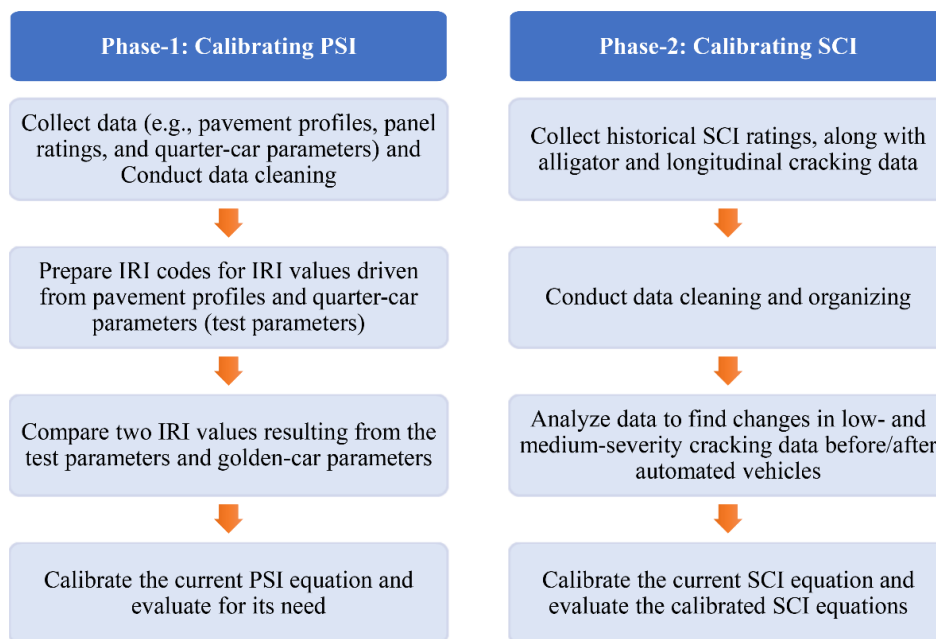 Phase-1: Calibrating PSI
Collect data (e.g., pavement profiles, panel
ratings, and quarter-car parameters) and
Conduct data cleaning
Prepare IRI codes for IRI values driven
from pavement profiles and quarter-car
parameters (test parameters)
Compare two IRI values resulting from the
test parameters and golden-car parameters
Calibrate the current PSI equation and
evaluate for its need
Phase-2: Calibrating SCI
Collect historical SCI ratings, along with
alligator and longitudinal cracking data
Conduct data cleaning and organizing
Analyze data to find changes in low- and
medium-severity cracking data before/after
automated vehicles
Calibrate the current SCI equation and
evaluate the calibrated SCI equations